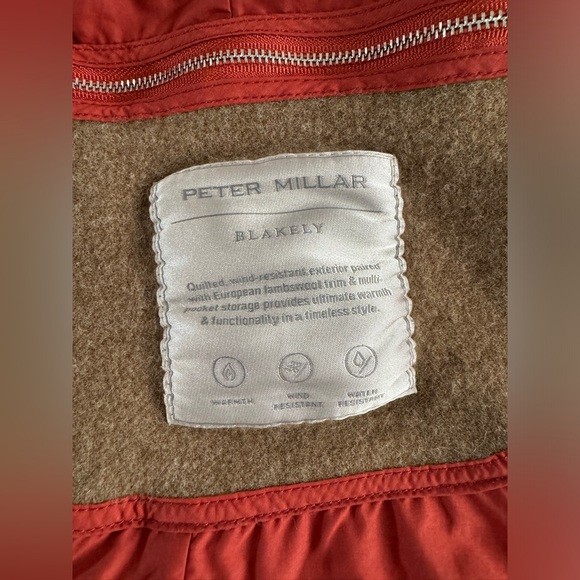 PETER MILLAR
BLAKELY
Quilted, wind-resistant exterior paired
with European lambswool trim & multi-
pocket storage provides ultimate warmth
& functionality in a timeless style.
WARMTH WIND WATER
RESISTANT RESISTANT